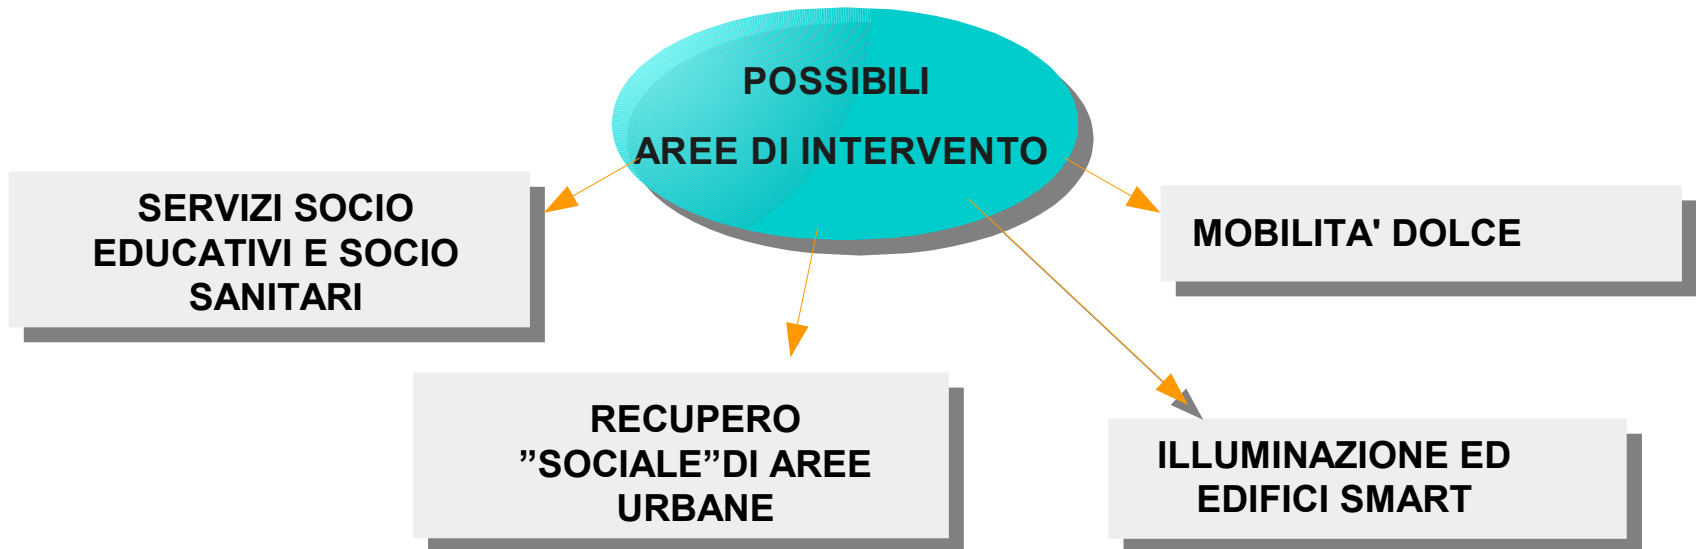 POSSIBILI
AREE DI INTERVENTO
SERVIZI SOCIO
EDUCATIVI E SOCIO
SANITARI
MOBILITA' DOLCE
RECUPERO
”SOCIALE”DI AREE
URBANE
ILLUMINAZIONE ED
EDIFICI SMART